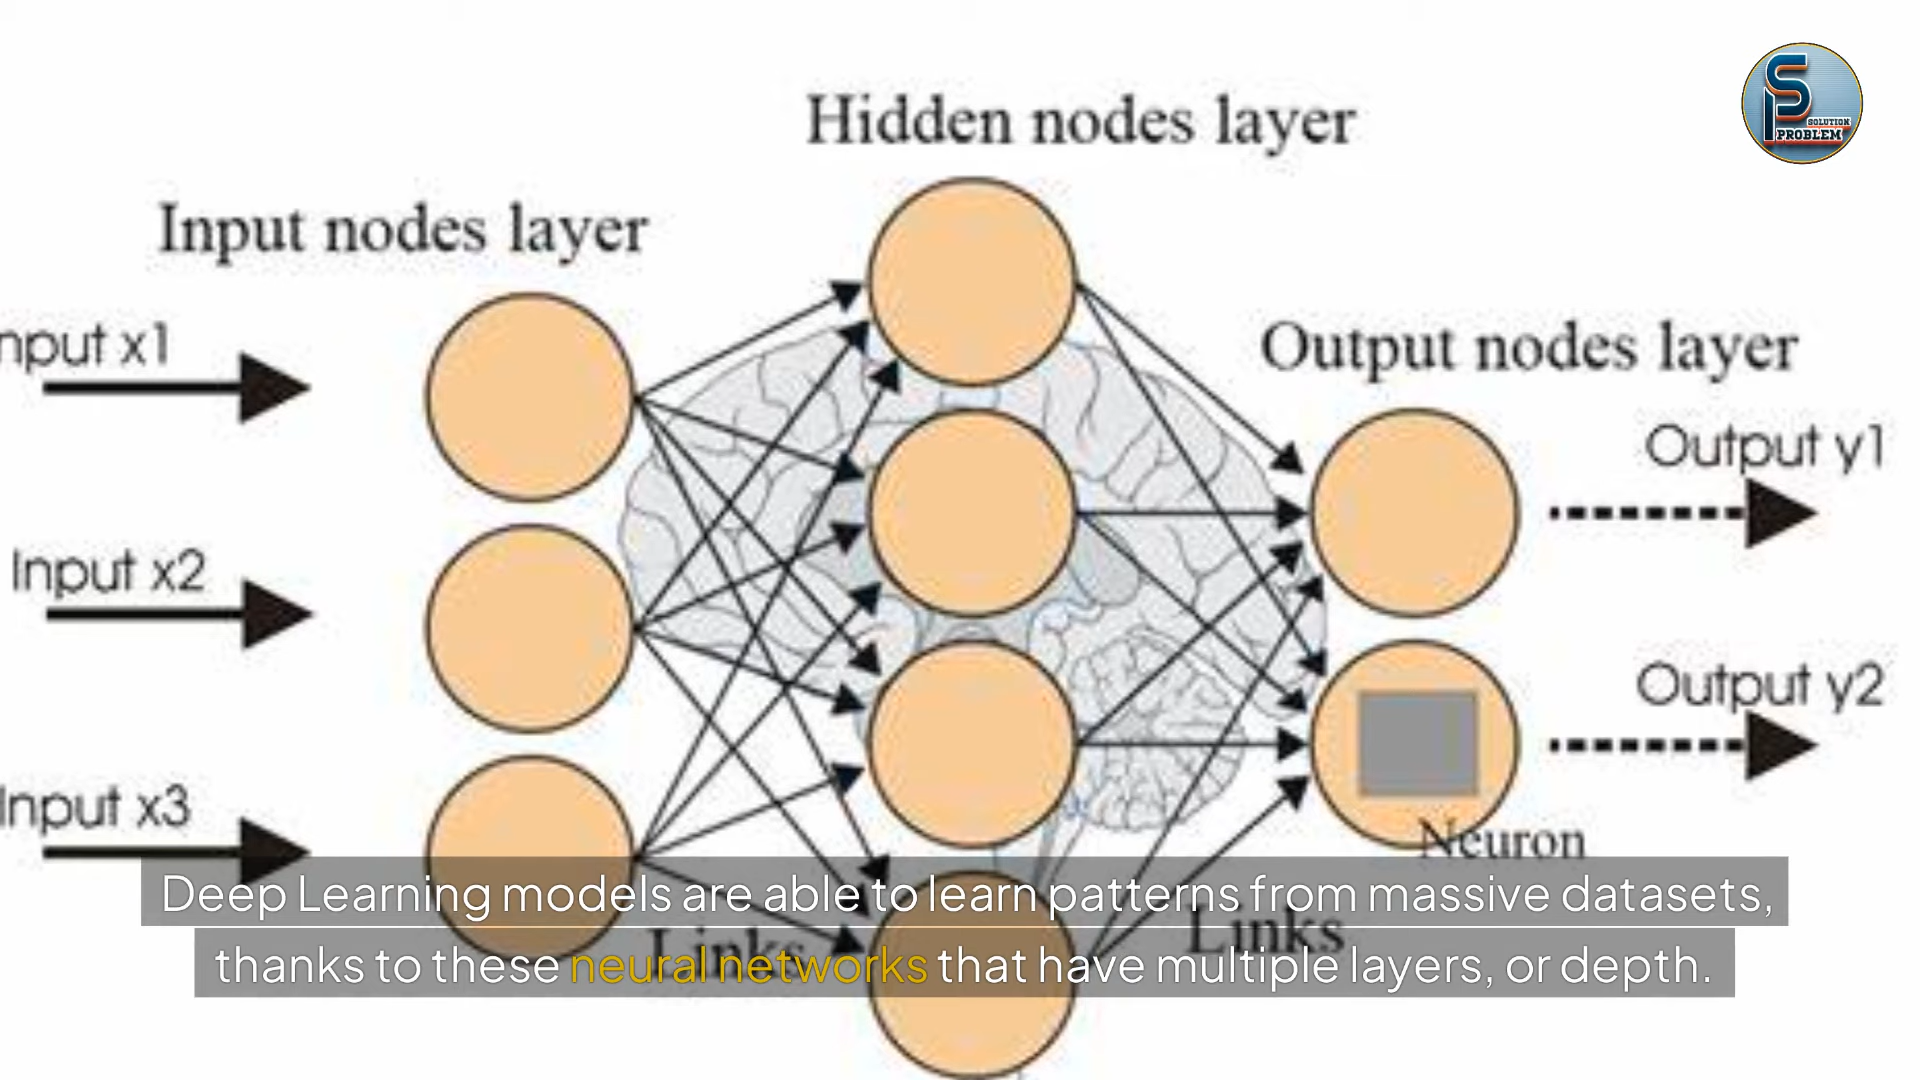 SOLUTION
PROBLEM
Hidden nodes layer
Input nodes layer
nput x1
Output nodes layer
Output y1
Input x2
Output y2
Input x3
Neuron
Links
Links
Deep Learning models are able to learn patterns from massive datasets,
thanks to these neural networks that have multiple layers, or depth.